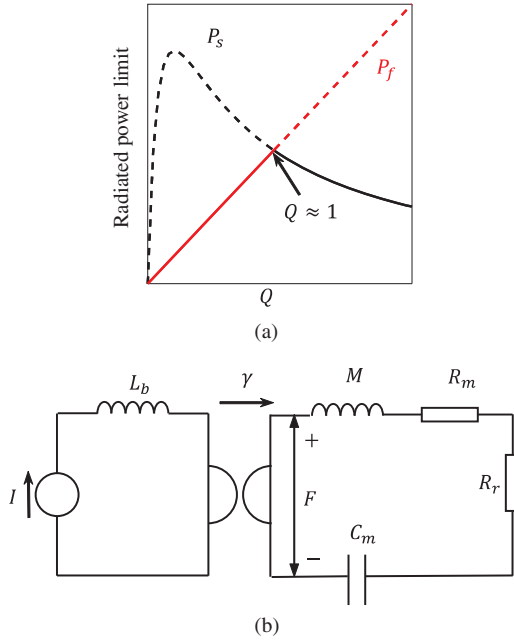 P_s
P_f
Radiated power limit
Q ≈ 1
Q
(a)
L_b
γ
M
R_m
I
+
F
R_r
−
C_m
(b)